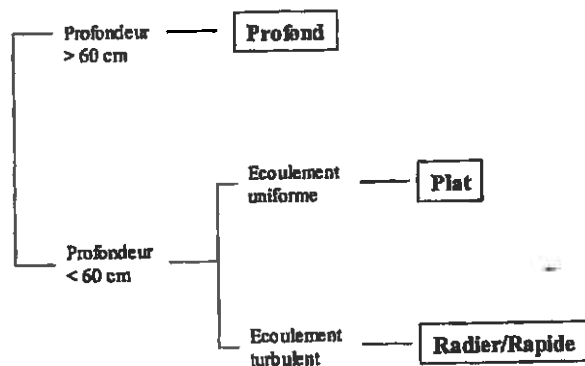 Profondeur
> 60 cm
Profond
Ecoulement
uniforme
Plat
Profondeur
< 60 cm
Ecoulement
turbulent
Radier/Rapide